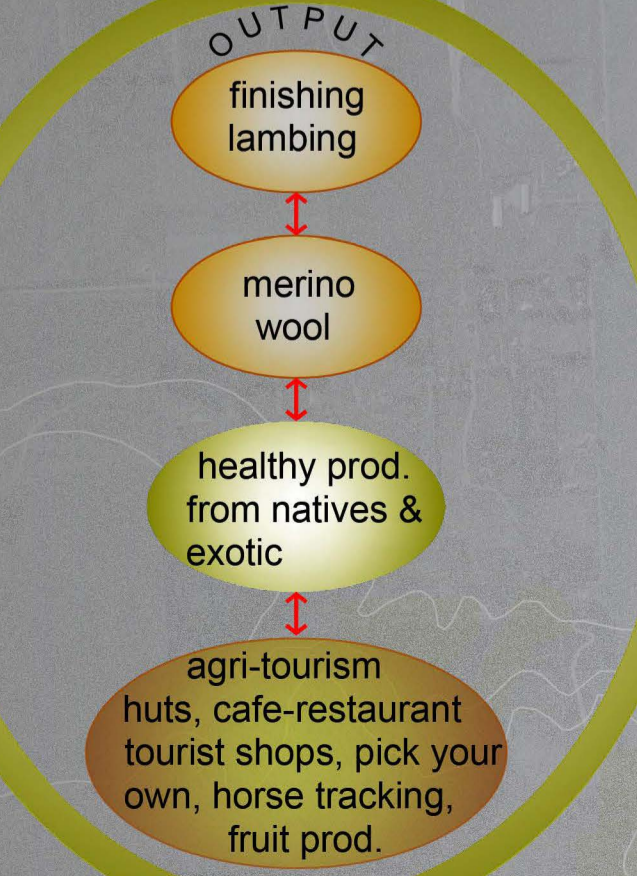 OUTPUT
finishing
lambing
merino
wool
healthy prod.
from natives &
exotic
agri-tourism
huts, cafe-restaurant
tourist shops, pick your
own, horse tracking,
fruit prod.